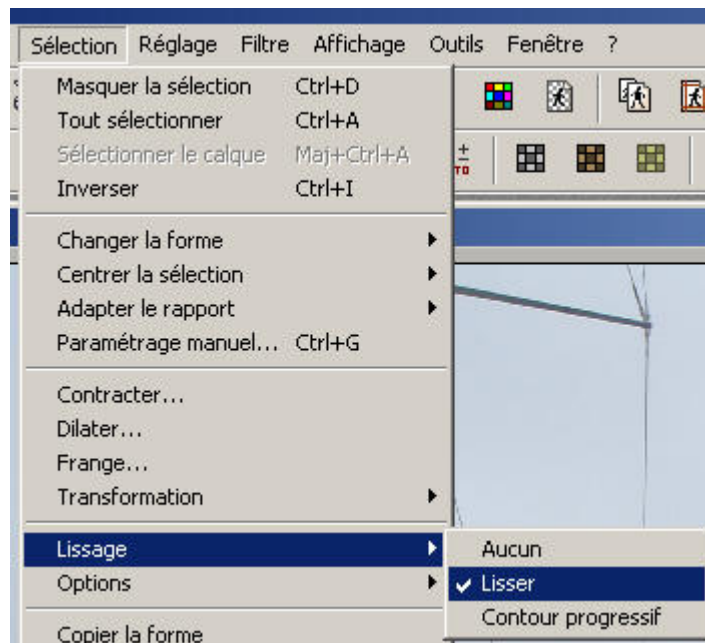 Sélection Réglage Filtre Affichage Outils Fenêtre ?
Masquer la sélection Ctrl+D
Tout sélectionner Ctrl+A
Sélectionner le calque Maj+Ctrl+A
Inverser Ctrl+I
Changer la forme
Centrer la sélection
Adapter le rapport
Paramétrage manuel... Ctrl+G
Contracter...
Dilater...
Frange...
Transformation
Lissage
Aucun
Options
Lisser
Contour progressif
Copier la forme